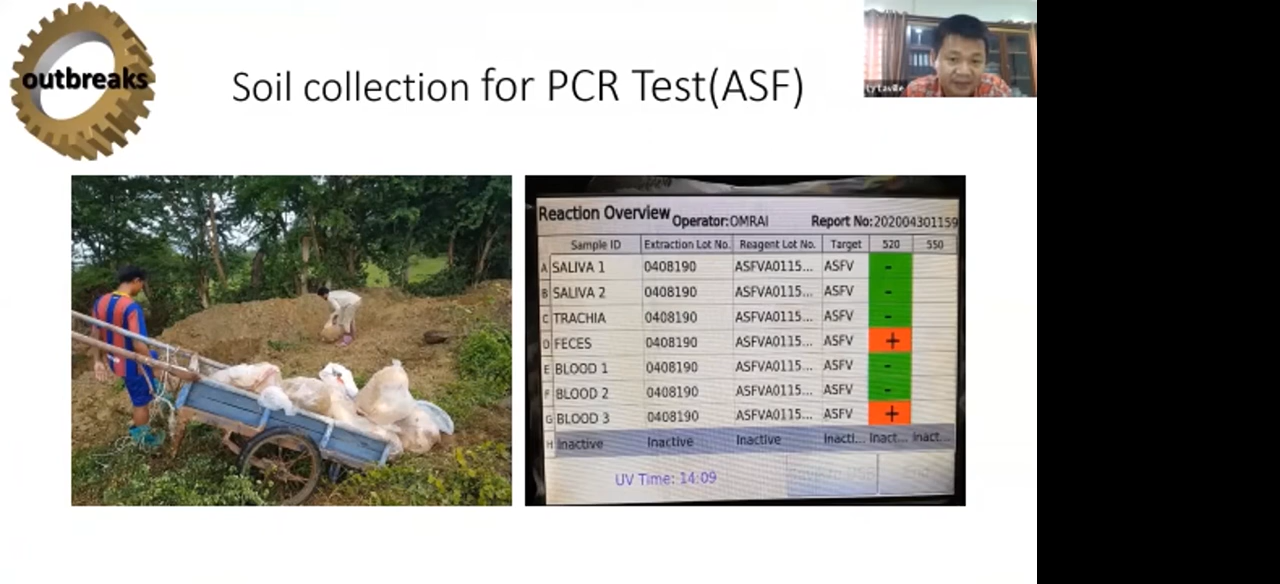 outbreaks
Soil collection for PCR Test(ASF)
Reaction Overview Operator:OMRAI Report No:202004301159
Sample ID Extraction Lot No. Reagent Lot No. Target 520 550
A SALIVA 1 0408190 ASFVA0115... ASFV -
B SALIVA 2 0408190 ASFVA0115... ASFV -
C TRACHIA 0408190 ASFVA0115... ASFV -
D FECES 0408190 ASFVA0115... ASFV +
E BLOOD 1 0408190 ASFVA0115... ASFV -
F BLOOD 2 0408190 ASFVA0115... ASFV -
G BLOOD 3 0408190 ASFVA0115... ASFV +
H Inactive Inactive Inactive Inacti... Inact... Inact...
UV Time: 14:09